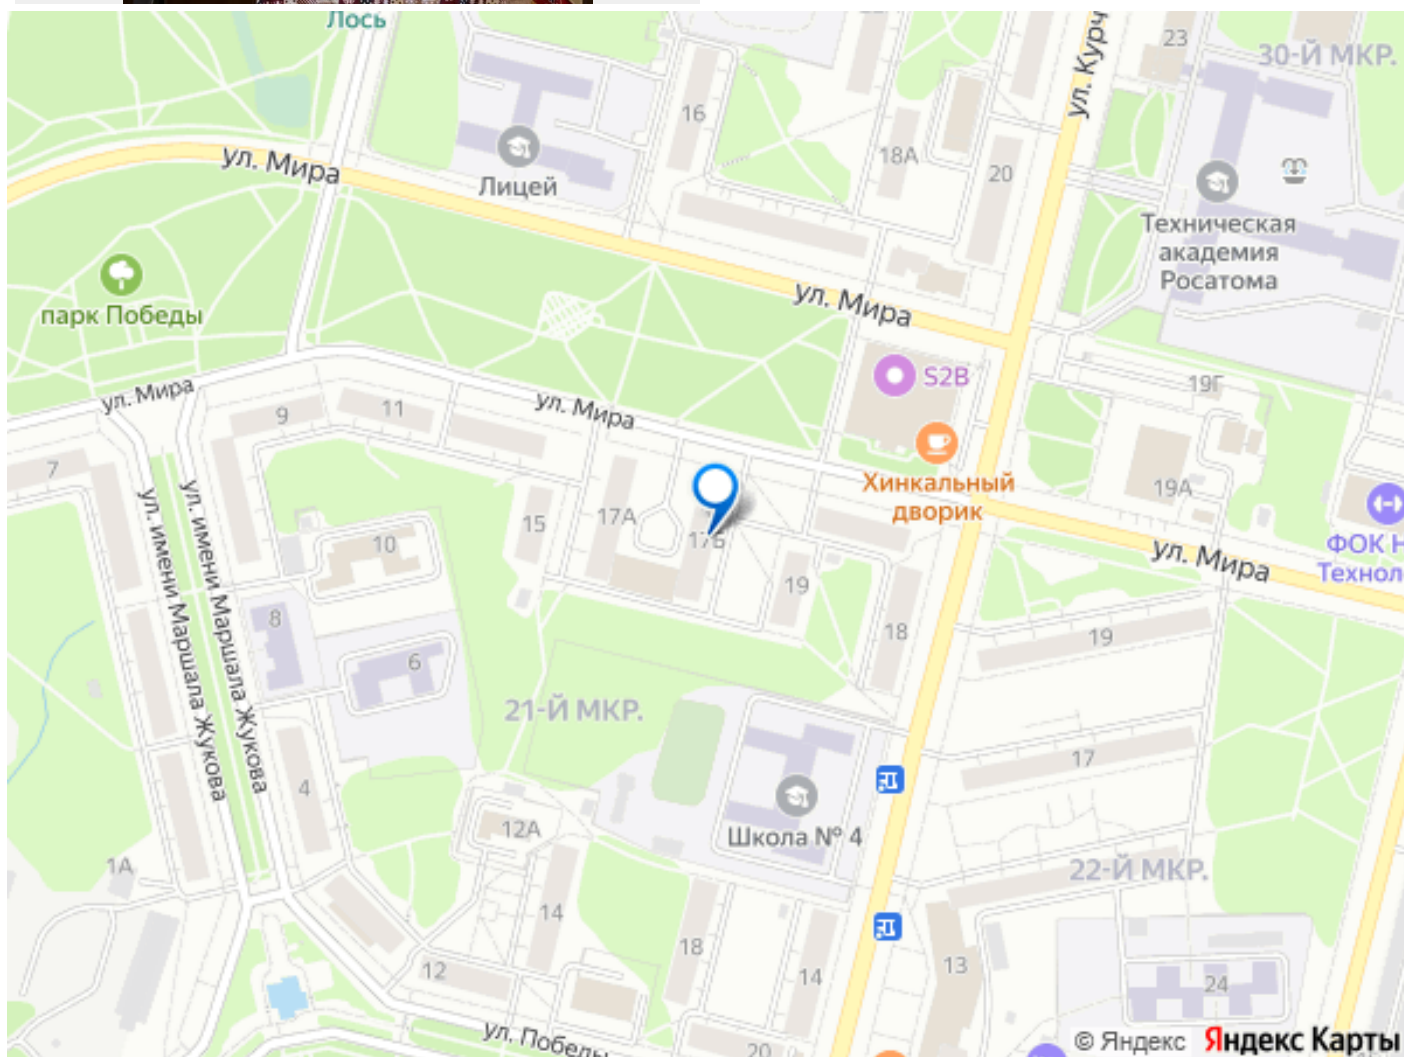 Лось
23
30-Й МКР.
ул. Курч
16
18А
20
ул. Мира
Лицей
Техническая
академия
Росатома
парк Победы
ул. Мира
S2B
19Г
ул. Мира
9
11
ул. Мира
Хинкальный
дворик
19А
7
15
17А
17Б
10
ул. Мира
ФОК Н
Технол
19
8
6
18
19
ул. имени Маршала Жукова
ул. имени Маршала Жукова
21-Й МКР.
17
4
12А
Школа № 4
1А
22-Й МКР.
14
18
14
13
12
24
ул. Победы
20
© Яндекс
Яндекс Карты